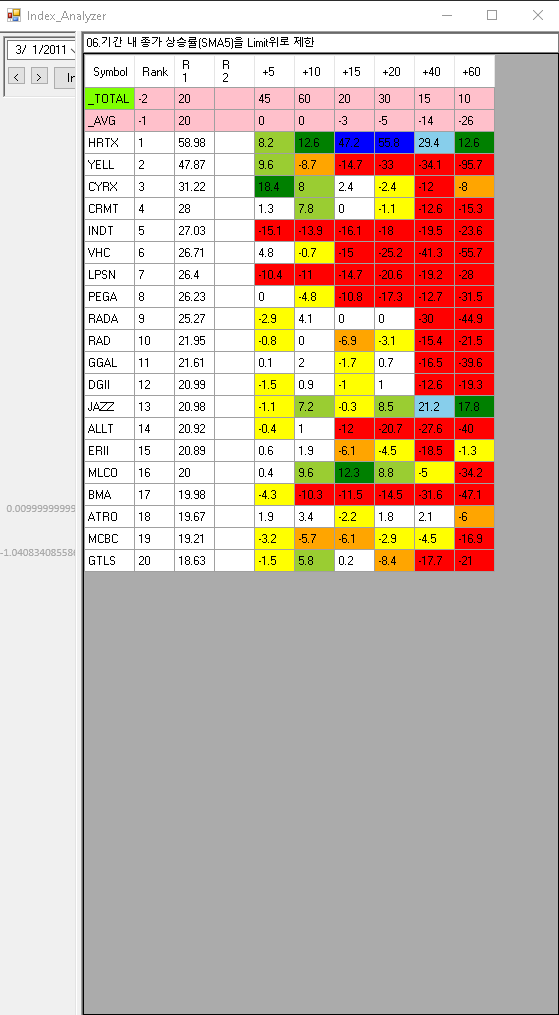 Index_Analyzer
3/ 1/2011
< > In
06.기간 내 종가 상승률(SMA5)을 Limit위로 제한
Symbol Rank R 1 R 2 +5 +10 +15 +20 +40 +60
_TOTAL -2 20 45 60 20 30 15 10
_AVG -1 20 0 0 -3 -5 -14 -26
HRTX 1 58.98 8.2 12.6 47.2 29.4 12.6
YELL 2 47.87 9.6 -8.7 -14.7 -33 -34.1 -95.7
CYRX 3 31.22 18.4 8 2.4 -2.4 -12 -8
CRMT 4 28 1.3 7.8 0 -1.1 -12.6 -15.3
INDT 5 27.03 -15.1 -13.9 -16.1 -18 -19.5 -23.6
VHC 6 26.71 4.8 -0.7 -15 -25.2 -41.3 -55.7
LPSN 7 26.4 -10.4 -11 -14.7 -20.6 -19.2 -28
PEGA 8 26.23 0 -4.8 -10.8 -17.3 -12.7 -31.5
RADA 9 25.27 -2.9 4.1 0 0 -30 -44.9
RAD 10 21.95 -0.8 0 -6.9 -3.1 -15.4 -21.5
GGAL 11 21.61 0.1 2 -1.7 0.7 -16.5 -39.6
DGII 12 20.99 -1.5 0.9 -1 1 -12.6 -19.3
JAZZ 13 20.98 -1.1 7.2 -0.3 8.5 21.2 17.8
ALLT 14 20.92 -0.4 1 -12 -20.7 -27.6 -40
ERII 15 20.89 0.6 1.9 -6.1 -4.5 -18.5 -1.3
MLCO 16 20 0.4 9.6 12.3 8.8 -5 -34.2
BMA 17 19.98 -4.3 -10.3 -11.5 -14.5 -31.6 -47.1
ATRO 18 19.67 1.9 3.4 -2.2 1.8 2.1 -6
MCBC 19 19.21 -3.2 -5.7 -6.1 -2.9 -4.5 -16.9
GTLS 20 18.63 -1.5 5.8 0.2 -8.4 -17.7 -21
0.00999999999
-1.040834085586